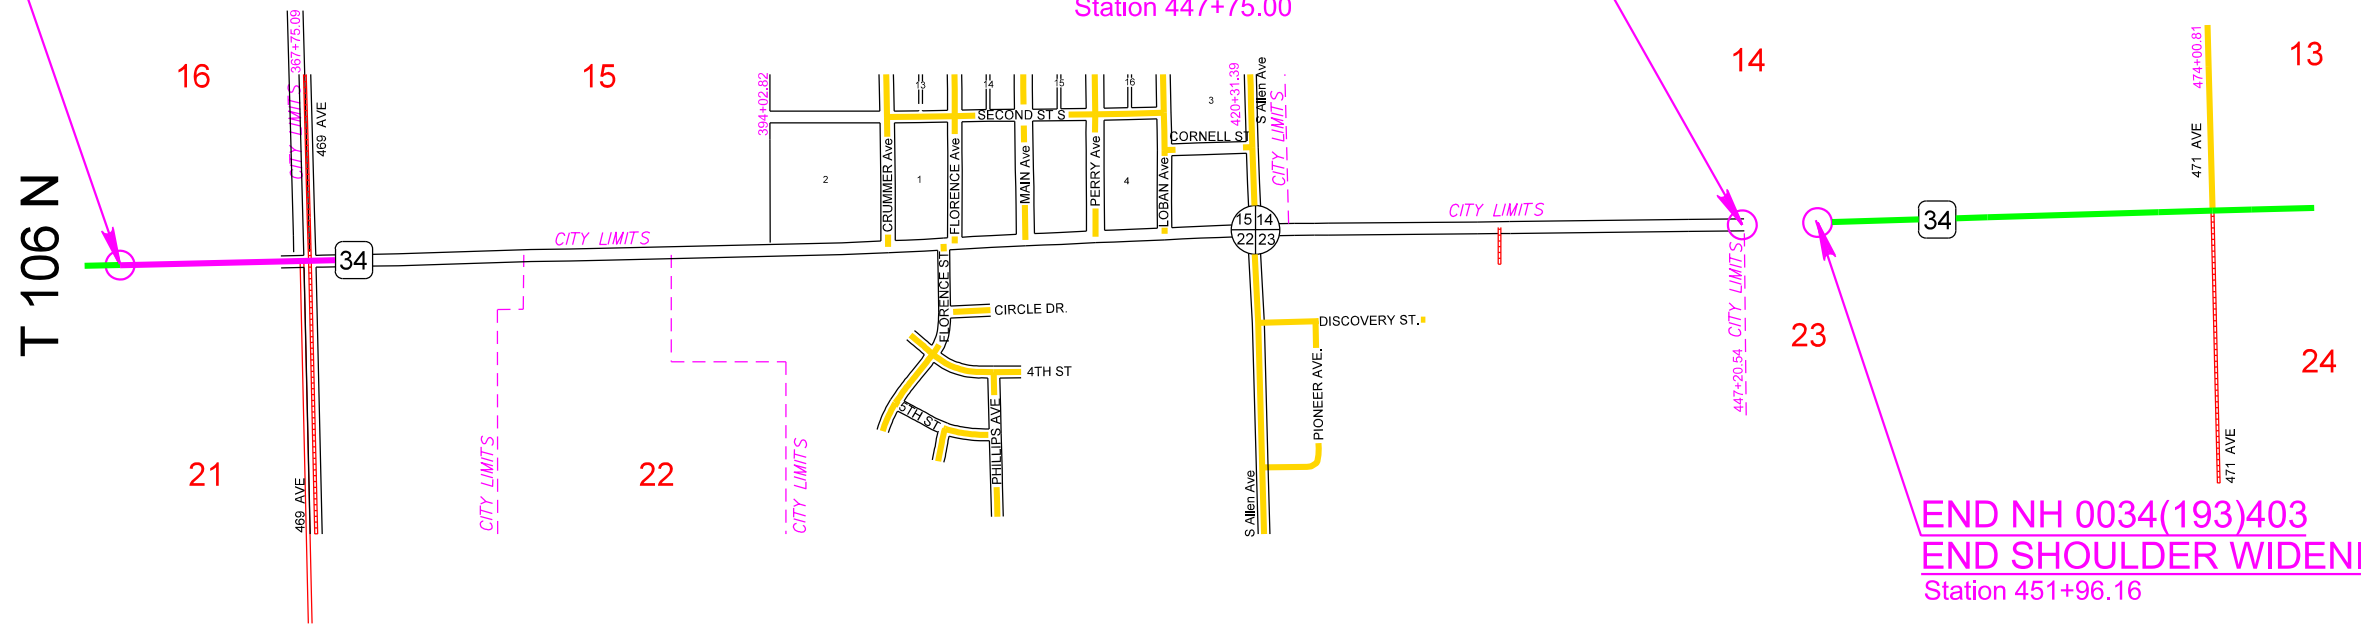 Station 447+75.00
16
15
14
13
367+75.09
CITY LIMITS
469 AVE
394+02.82
420+31.39
S Allen Ave
CITY LIMITS
474+00.81
471 AVE
13
14
15
16
3
SECOND ST S
CORNELL ST
CRUMMER Ave
FLORENCE Ave
MAIN Ave
PERRY Ave
LOBAN Ave
2
1
4
T 106 N
34
CITY LIMITS
15 14
22 23
CITY LIMITS
34
FLORENCE ST
CIRCLE DR.
4TH ST
5TH ST
PHILLIPS AVE
DISCOVERY ST.
PIONEER AVE.
S Allen Ave
447+20.54 CITY LIMITS
23
24
21
469 AVE
CITY LIMITS
22
CITY LIMITS
471 AVE
END NH 0034(193)403
END SHOULDER WIDENI
Station 451+96.16